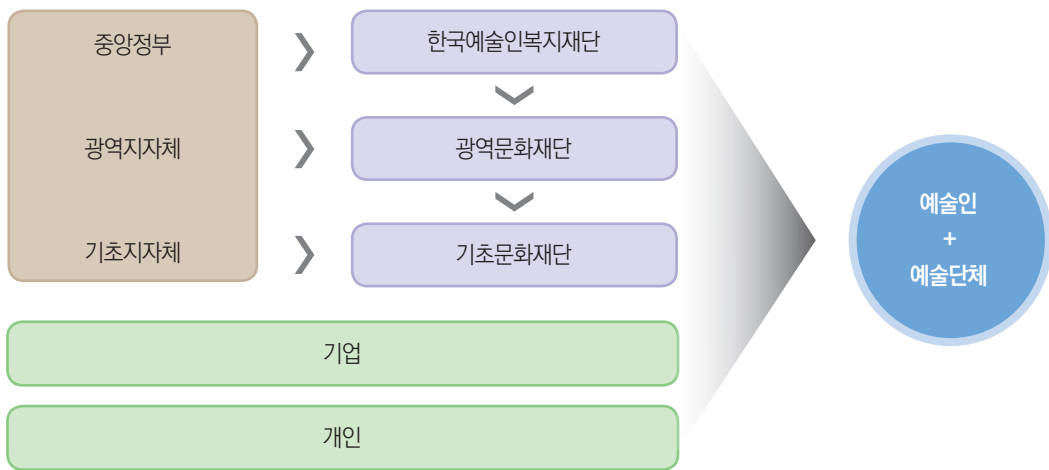 중앙정부
한국예술인복지재단
광역지자체
광역문화재단
기초지자체
기초문화재단
기업
개인
예술인
+
예술단체